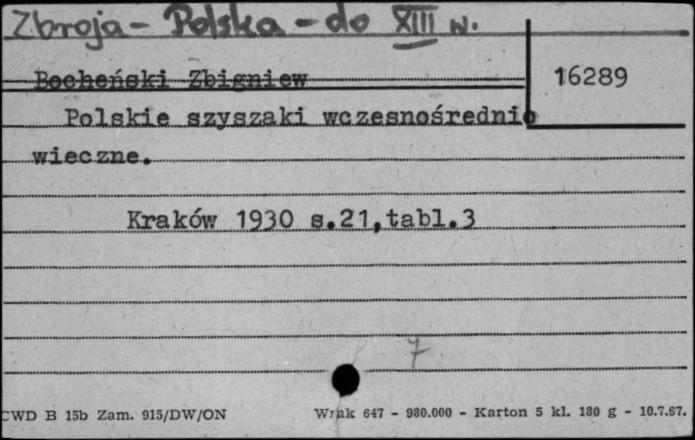 Zbroja - Polska - do XIII w.
Bocheński Zbigniew
16289
Polskie szyszaki wczesnośrednio
wieczne.
Kraków 1930 s.21,tabl.3
7
CWD B 15b Zam. 915/DW/ON Wzak 647 - 980.000 - Karton 5 kl. 180 g - 10.7.67.